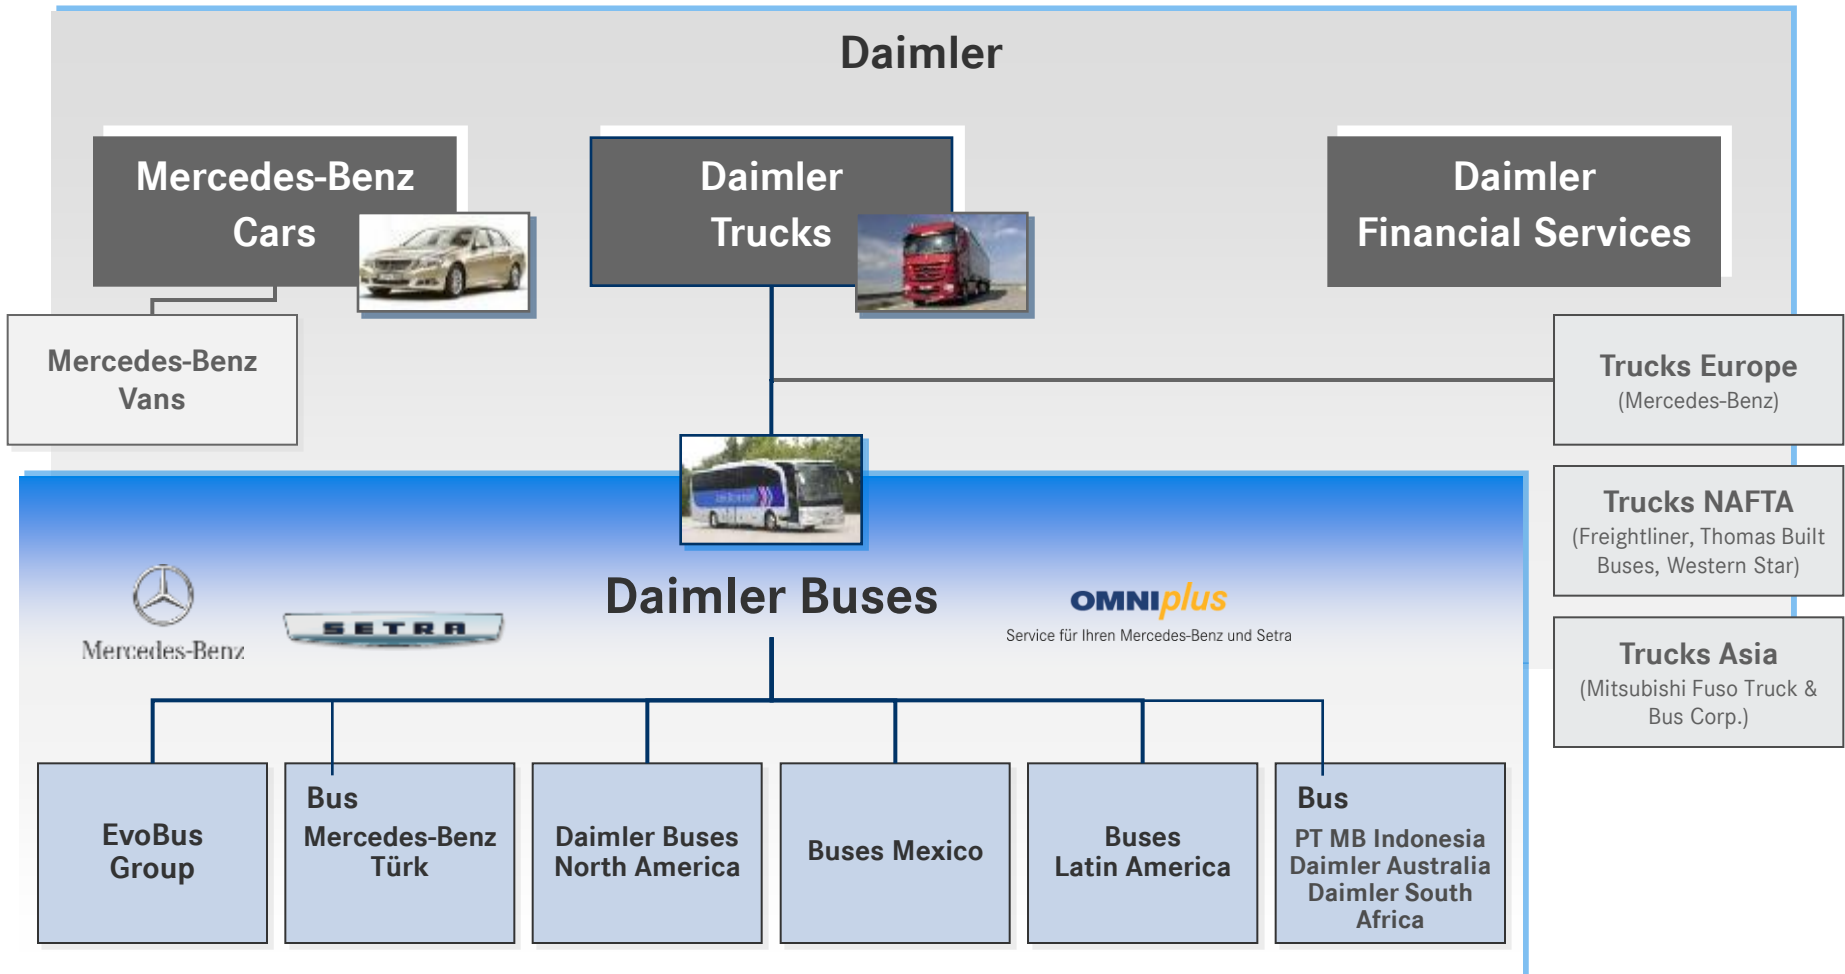 Daimler
Mercedes-Benz
Cars
Daimler
Trucks
Daimler
Financial Services
Mercedes-Benz
Vans
Trucks Europe
(Mercedes-Benz)
Trucks NAFTA
(Freightliner, Thomas Built
Buses, Western Star)
Trucks Asia
(Mitsubishi Fuso Truck &
Bus Corp.)
Mercedes-Benz
SETRA
Daimler Buses
OMNIplus
Service für Ihren Mercedes-Benz und Setra
EvoBus
Group
Bus
Mercedes-Benz
Türk
Daimler Buses
North America
Buses Mexico
Buses
Latin America
Bus
PT MB Indonesia
Daimler Australia
Daimler South
Africa